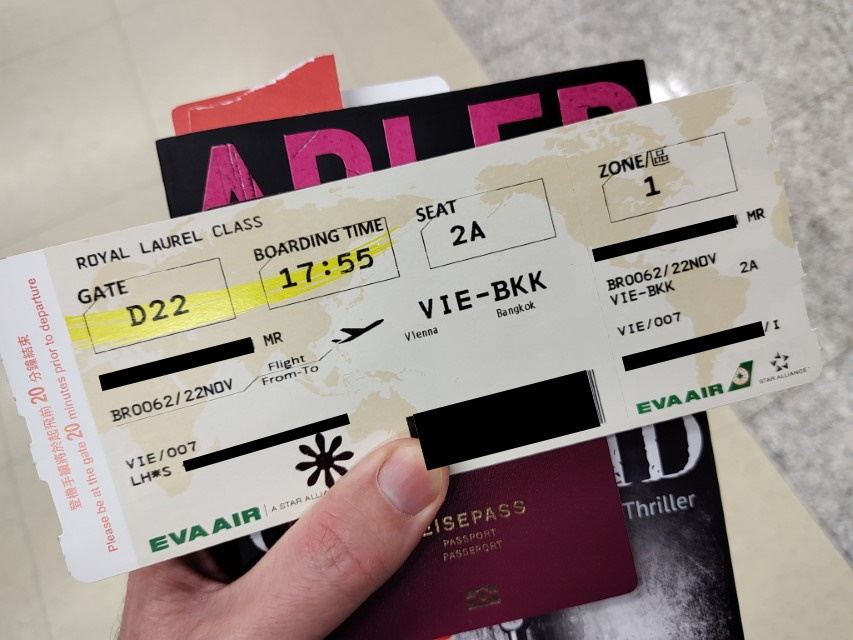 ADLER
ROYAL LAUREL CLASS
GATE
D22
BOARDING TIME
17:55
SEAT
2A
ZONE/區
1
MR
BR0062/22NOV
VIE/007
LH*S
Flight
From-To
VIE-BKK
Vienna
Bangkok
EVA AIR
A STAR
MR
BR0062/22NOV 2A
VIE-BKK
VIE/007
/I
EVA AIR
STAR ALLIANCE
登機手續將於起飛前 20 分鐘結束
Please be at the gate 20 minutes prior to departure
EISEPASS
PASSPORT
PASSEPORT
D
Thriller